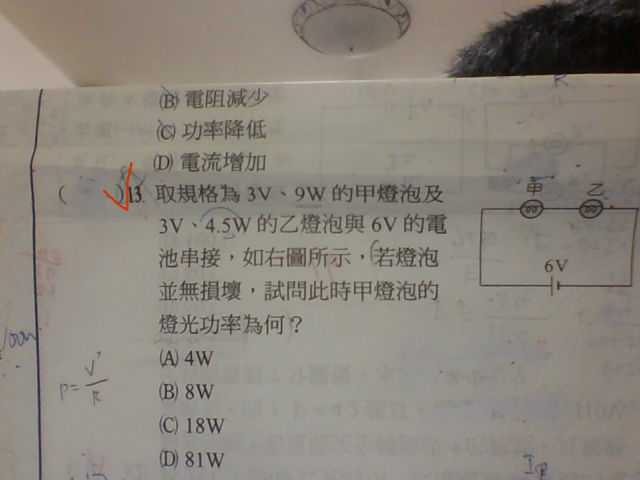 (B) 電阻減少
(C) 功率降低
(D) 電流增加
( )13. 取規格為 3V、9W 的甲燈泡及
3V、4.5W 的乙燈泡與 6V 的電
池串接，如右圖所示，若燈泡
並無損壞，試問此時甲燈泡的
燈光功率為何？
(A) 4W
(B) 8W
(C) 18W
(D) 81W
甲 乙
6V
P=V²/R
R